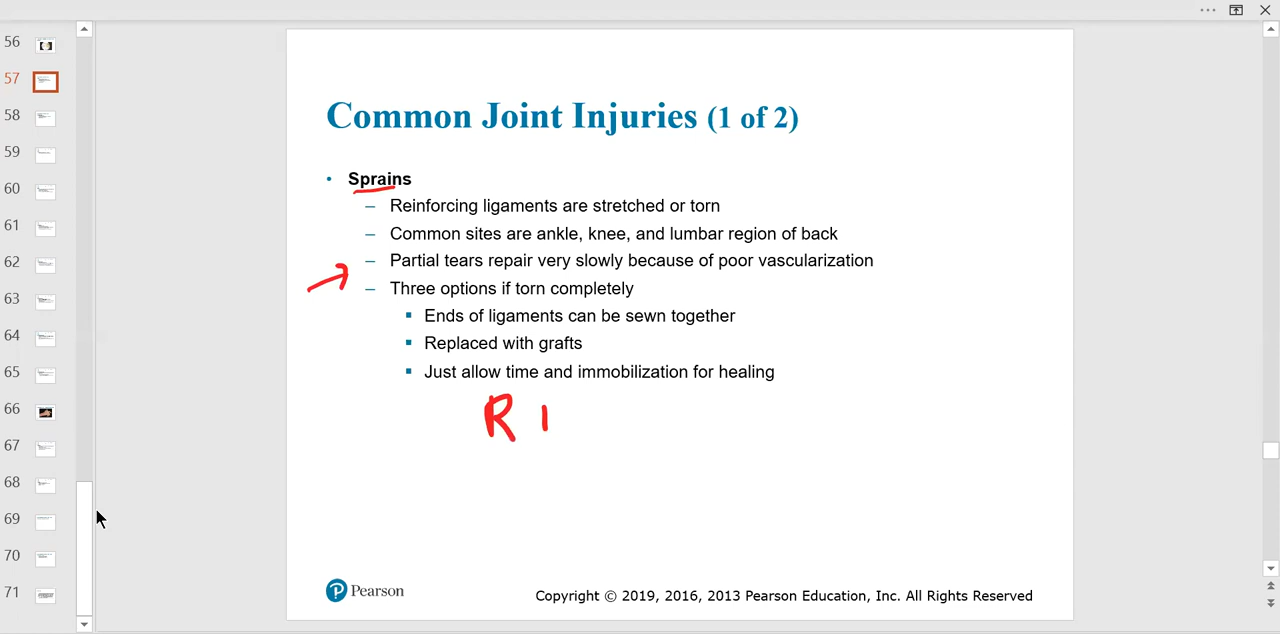 56
57
58
59
60
61
62
63
64
65
66
67
68
69
70
71
Common Joint Injuries (1 of 2)
• Sprains
– Reinforcing ligaments are stretched or torn
– Common sites are ankle, knee, and lumbar region of back
– Partial tears repair very slowly because of poor vascularization
– Three options if torn completely
▪ Ends of ligaments can be sewn together
▪ Replaced with grafts
▪ Just allow time and immobilization for healing
R I
P Pearson
Copyright © 2019, 2016, 2013 Pearson Education, Inc. All Rights Reserved